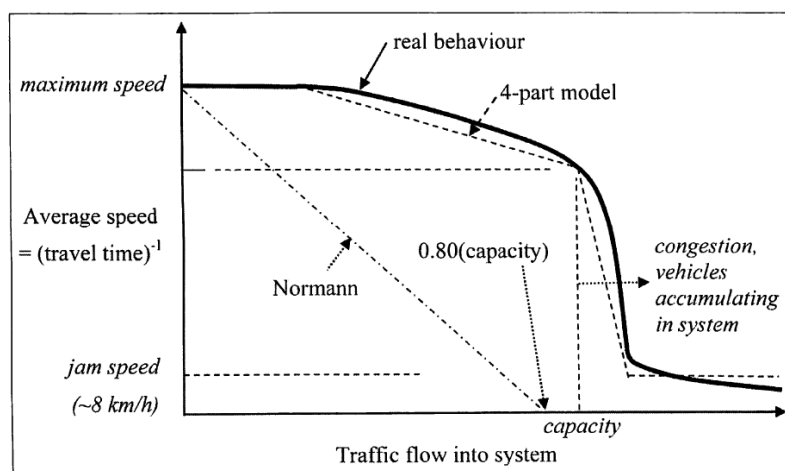 real behaviour
maximum speed
4-part model
Average speed
= (travel time)-1
0.80(capacity)
congestion,
vehicles
accumulating
in system
Normann
jam speed
(~8 km/h)
capacity
Traffic flow into system